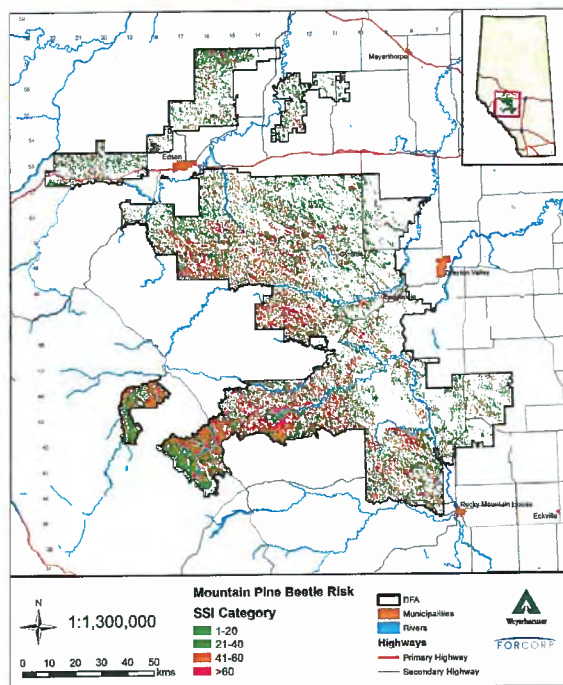 Mayerthorpe
Edson
Drayton Valley
Rocky Mountain House
Eckville
N
1:1,300,000
0 10 20 30 40 50
kms
Mountain Pine Beetle Risk
SSI Category
1-20
21-40
41-60
>60
DFA
Municipalities
Rivers
Highways
Primary Highway
Secondary Highway
Weyerhaeuser
FORCORP